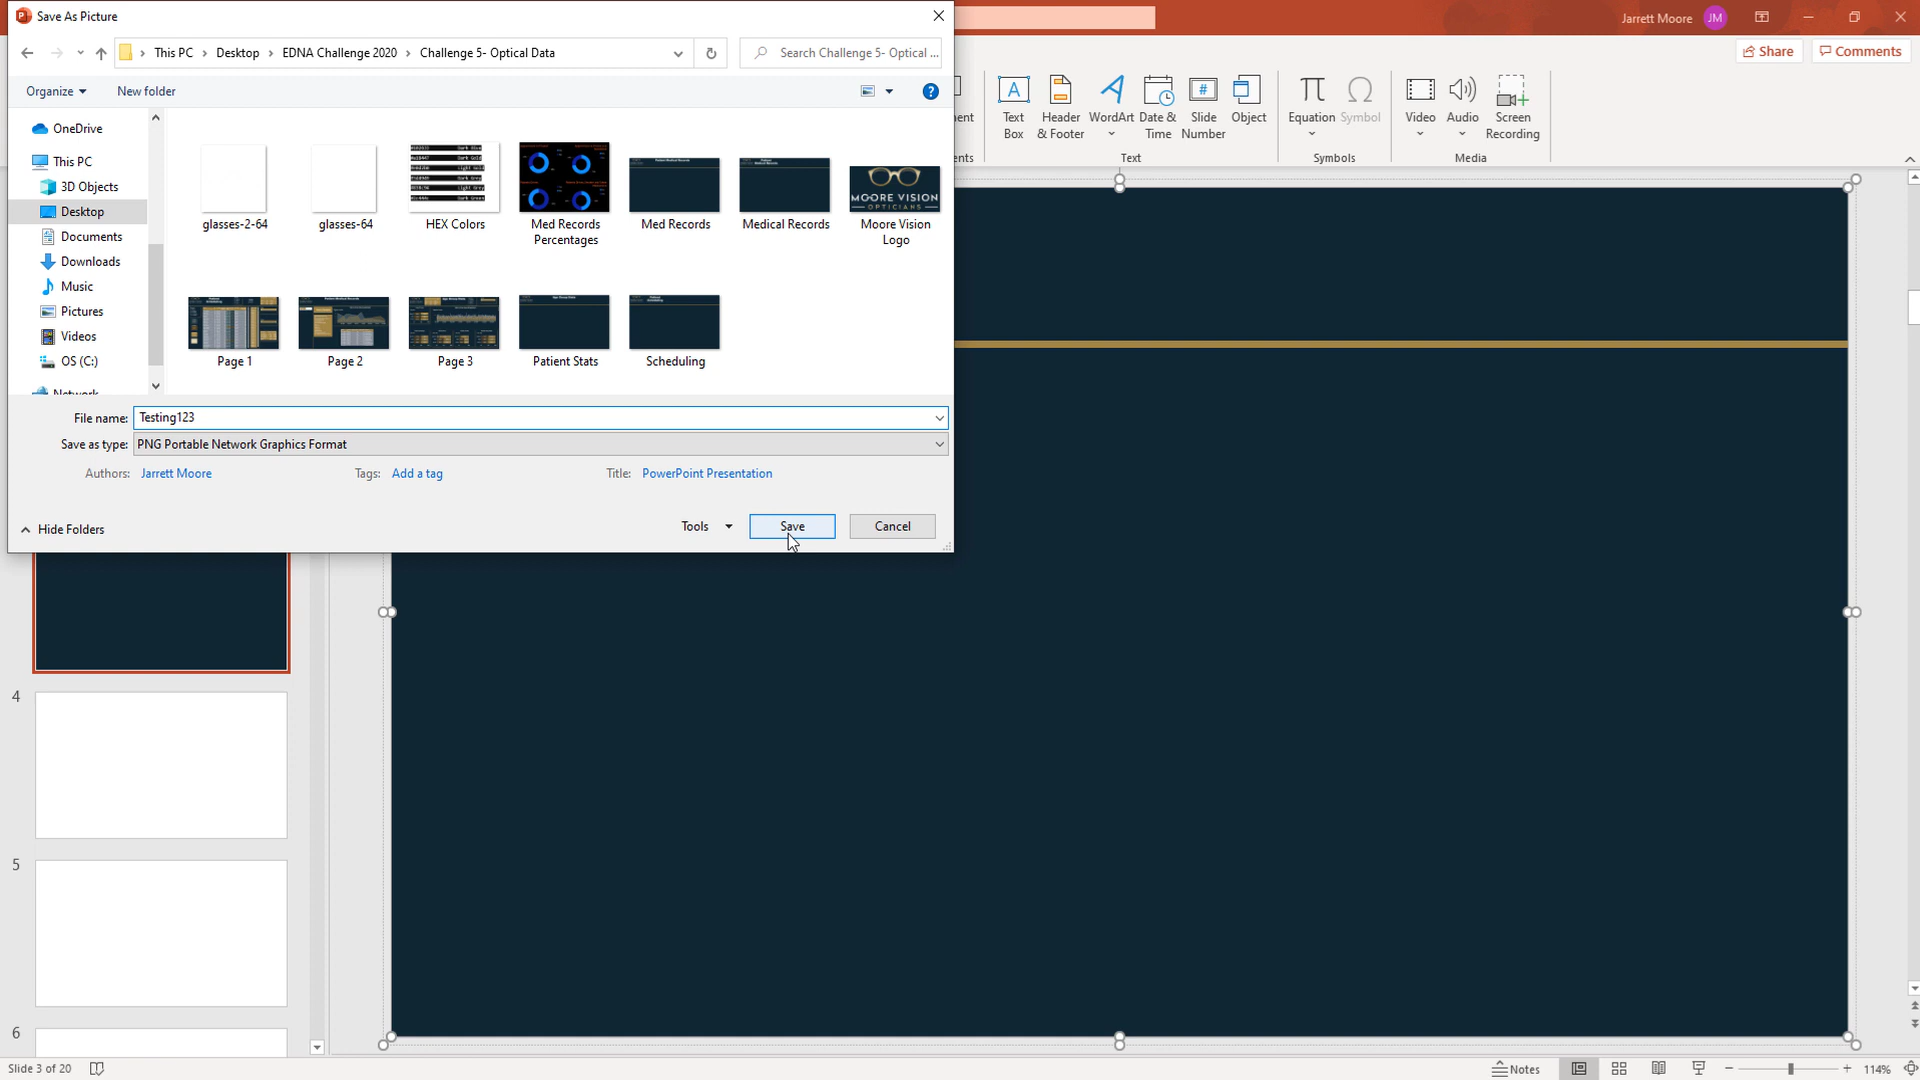 Save As Picture
Jarrett Moore
JM
This PC
Desktop
EDNA Challenge 2020
Challenge 5- Optical Data
Search Challenge 5- Optical ...
Share
Comments
Organize
New folder
?
OneDrive
This PC
3D Objects
Desktop
Documents
Downloads
Music
Pictures
Videos
OS (C:)
Network
glasses-2-64
glasses-64
HEX Colors
Med Records
Percentages
Med Records
Medical Records
MOORE VISION
OPTICIANS
Moore Vision
Logo
Page 1
Page 2
Page 3
Patient Stats
Scheduling
Text
Box
Header
& Footer
WordArt
Date &
Time
Slide
Number
Object
Equation
Symbol
Video
Audio
Screen
Recording
Text
Symbols
Media
File name:
Testing123
Save as type:
PNG Portable Network Graphics Format
Authors:
Jarrett Moore
Tags:
Add a tag
Title:
PowerPoint Presentation
Hide Folders
Tools
Save
Cancel
4
5
6
Slide 3 of 20
Notes
114%